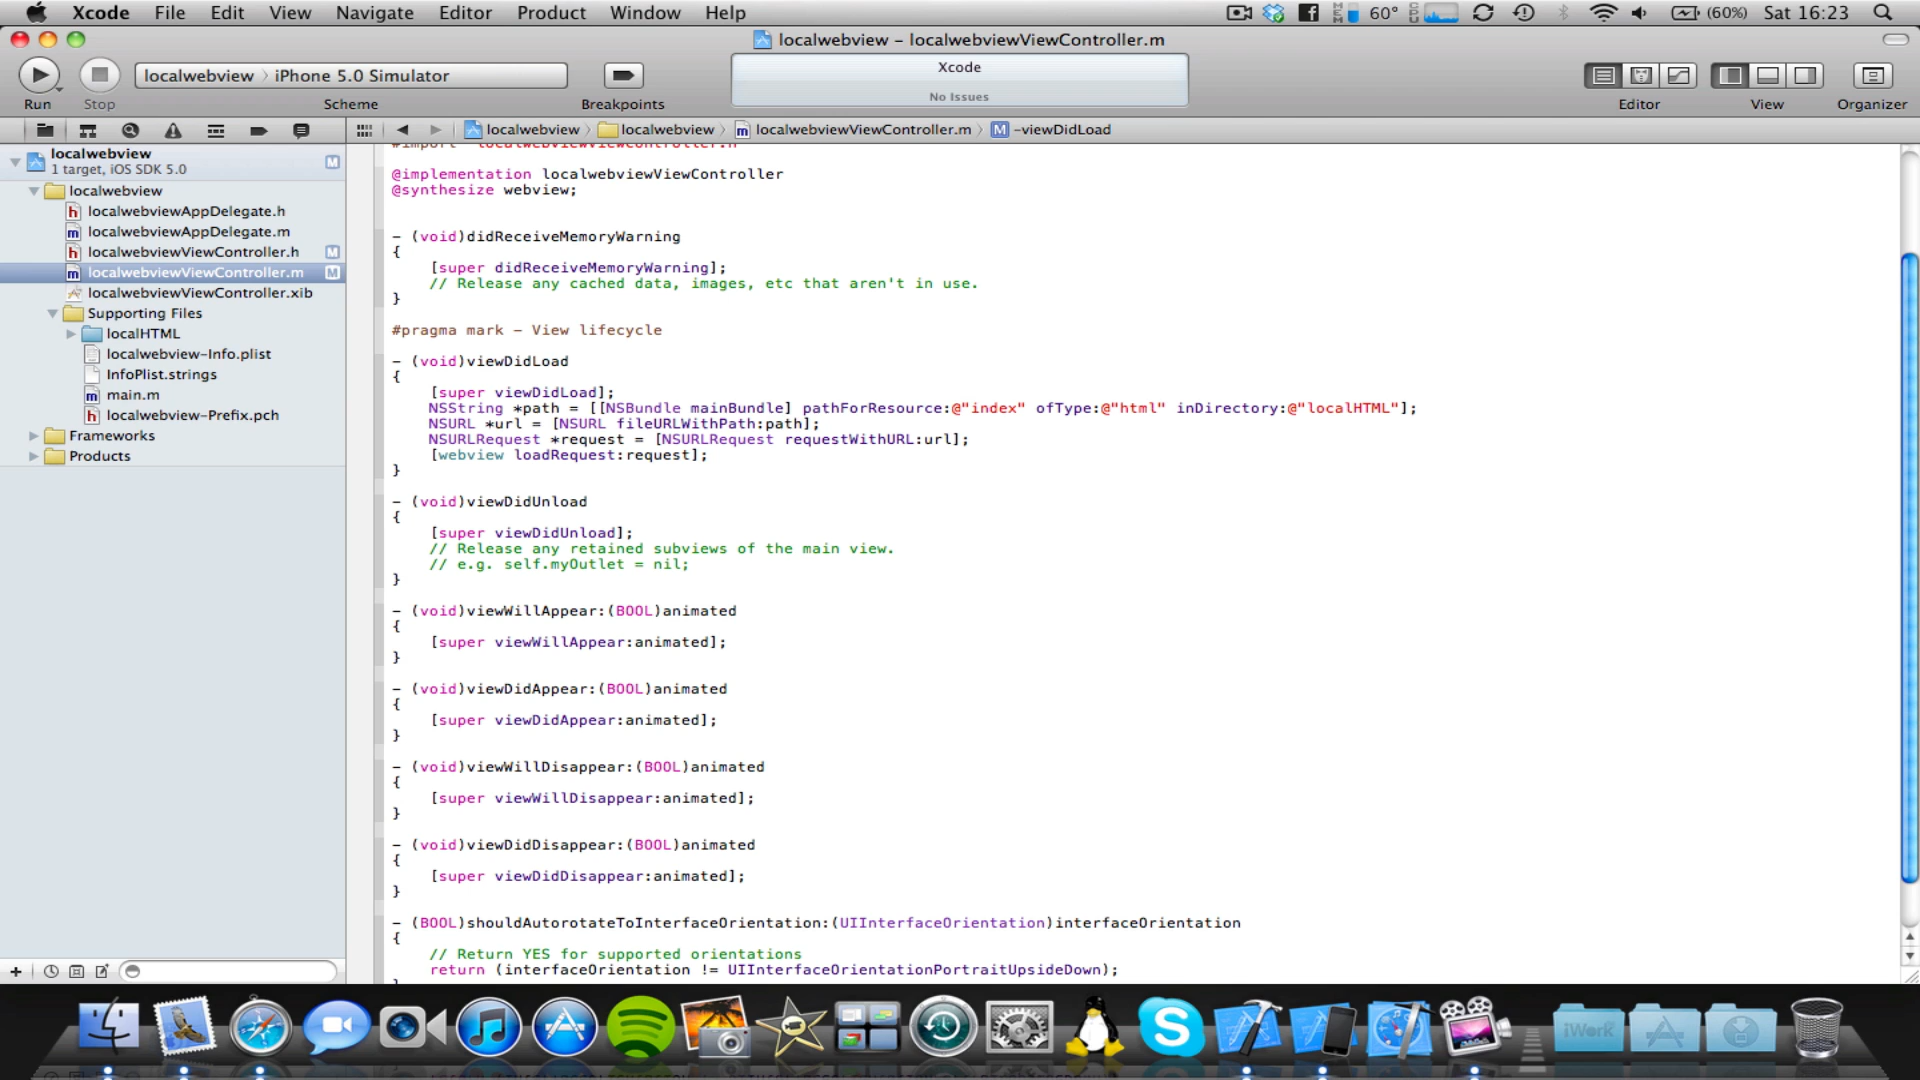 Xcode File Edit View Navigate Editor Product Window Help 60° (60%) Sat 16:23
localwebview – localwebviewViewController.m
localwebview › iPhone 5.0 Simulator
Xcode
No Issues
Run Stop Scheme Breakpoints Editor View Organizer
localwebview › localwebview › localwebviewViewController.m › M -viewDidLoad
localwebview M
1 target, iOS SDK 5.0
localwebview
h localwebviewAppDelegate.h
m localwebviewAppDelegate.m
h localwebviewViewController.h M
m localwebviewViewController.m M
localwebviewViewController.xib
Supporting Files
localHTML
localwebview-Info.plist
InfoPlist.strings
m main.m
h localwebview-Prefix.pch
Frameworks
Products
#import "localwebviewViewController.h"
@implementation localwebviewViewController
@synthesize webview;
- (void)didReceiveMemoryWarning
{
[super didReceiveMemoryWarning];
// Release any cached data, images, etc that aren't in use.
}
#pragma mark - View lifecycle
- (void)viewDidLoad
{
[super viewDidLoad];
NSString *path = [[NSBundle mainBundle] pathForResource:@"index" ofType:@"html" inDirectory:@"localHTML"];
NSURL *url = [NSURL fileURLWithPath:path];
NSURLRequest *request = [NSURLRequest requestWithURL:url];
[webview loadRequest:request];
}
- (void)viewDidUnload
{
[super viewDidUnload];
// Release any retained subviews of the main view.
// e.g. self.myOutlet = nil;
}
- (void)viewWillAppear:(BOOL)animated
{
[super viewWillAppear:animated];
}
- (void)viewDidAppear:(BOOL)animated
{
[super viewDidAppear:animated];
}
- (void)viewWillDisappear:(BOOL)animated
{
[super viewWillDisappear:animated];
}
- (void)viewDidDisappear:(BOOL)animated
{
[super viewDidDisappear:animated];
}
- (BOOL)shouldAutorotateToInterfaceOrientation:(UIInterfaceOrientation)interfaceOrientation
{
// Return YES for supported orientations
return (interfaceOrientation != UIInterfaceOrientationPortraitUpsideDown);
iWork